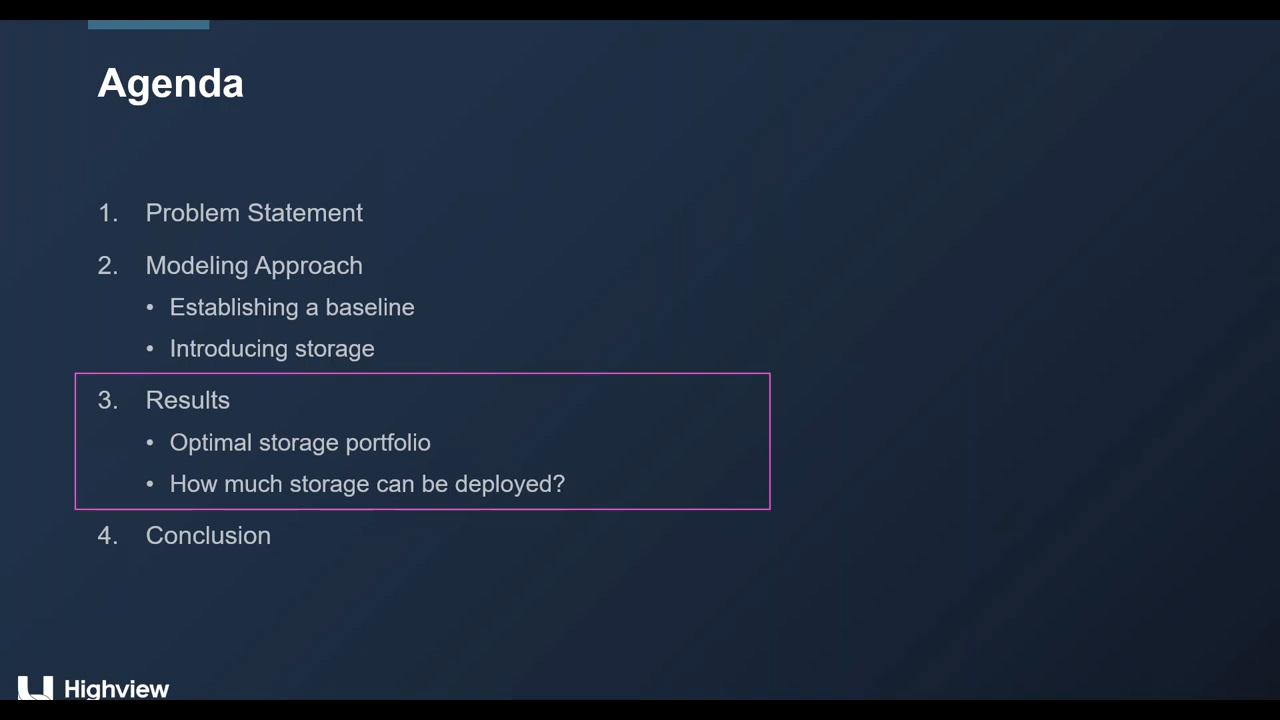 Agenda
1. Problem Statement
2. Modeling Approach
• Establishing a baseline
• Introducing storage
3. Results
• Optimal storage portfolio
• How much storage can be deployed?
4. Conclusion
Highview